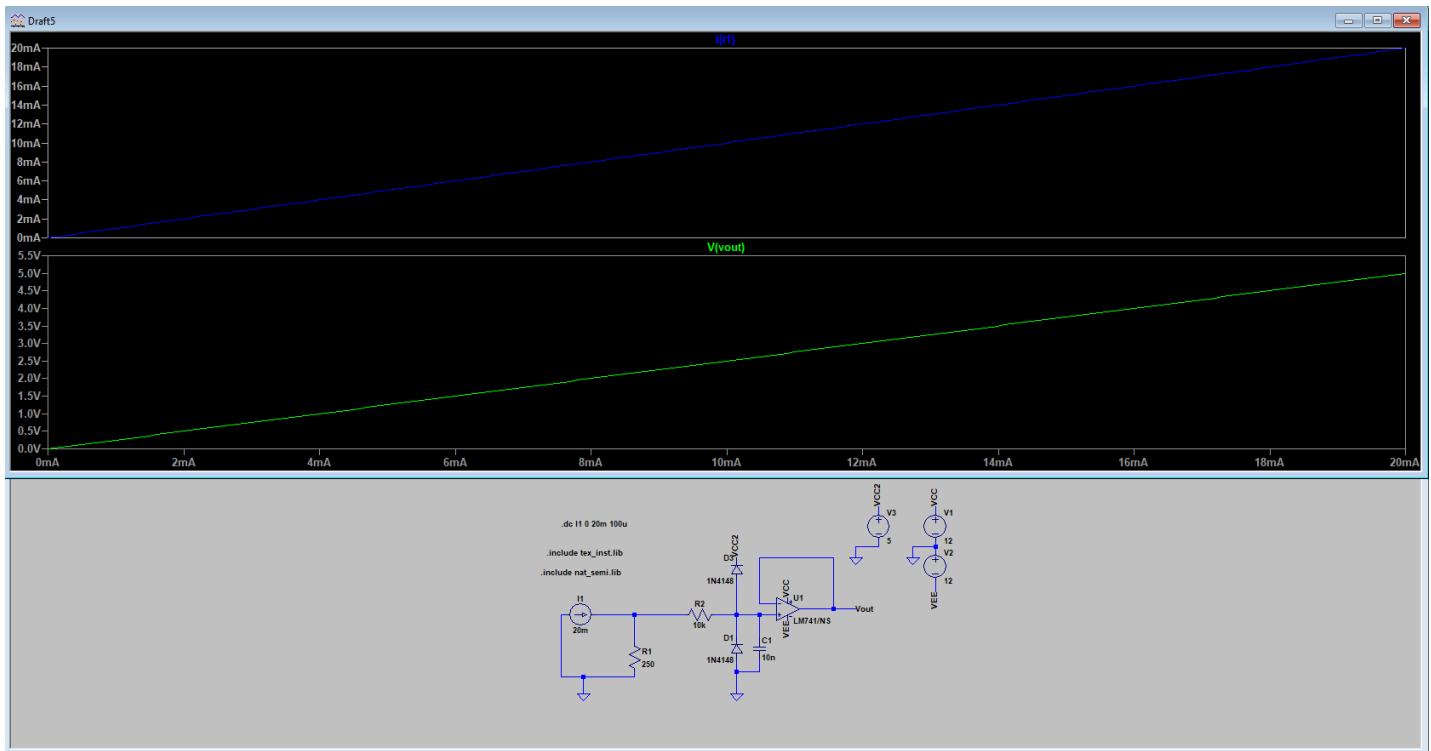 Draft5
I(I1)
20mA
18mA
16mA
14mA
12mA
10mA
8mA
6mA
4mA
2mA
0mA
V(vout)
5.5V
5.0V
4.5V
4.0V
3.5V
3.0V
2.5V
2.0V
1.5V
1.0V
0.5V
0.0V
0mA 2mA 4mA 6mA 8mA 10mA 12mA 14mA 16mA 18mA 20mA
VCC2 VCC
V3 V1
5 12
V2
12
VEE
.dc I1 0 20m 100u
.include tex_inst.lib
.include nat_semi.lib
VCC2
D3
1N4148
VCC
U1
LM741/NS
VEE
Vout
I1
20m
R2
10k
R1
250
D1
1N4148
C1
10n